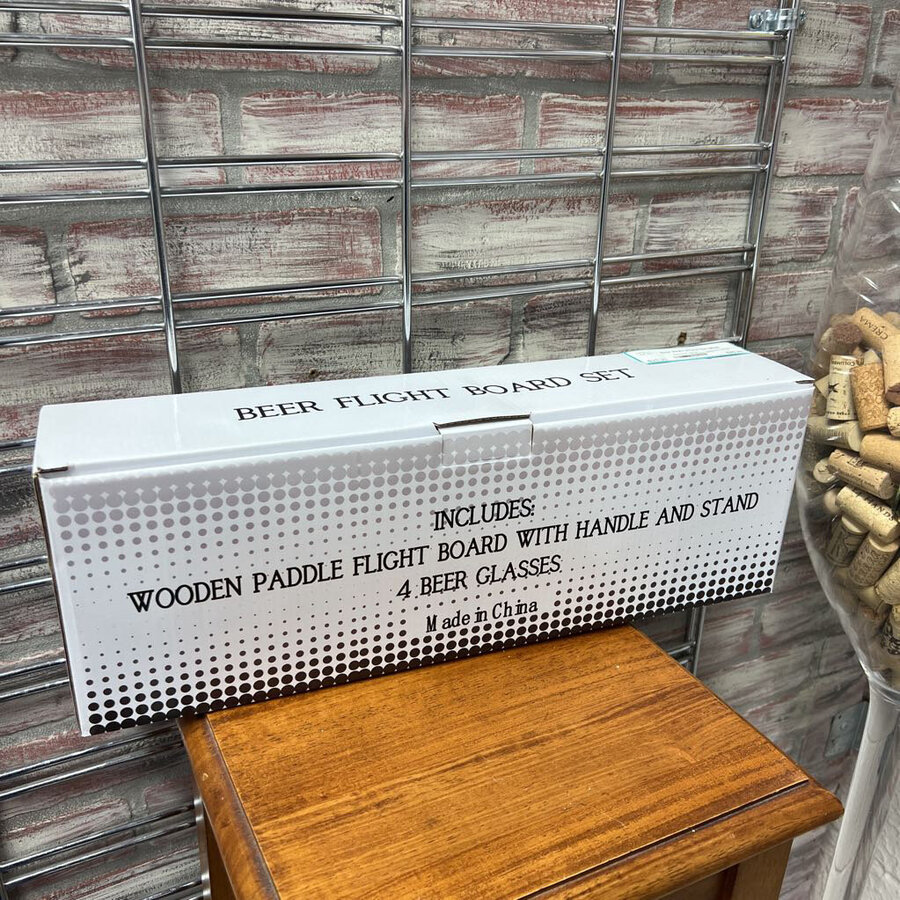 BEER FLIGHT BOARD SET
INCLUDES:
WOODEN PADDLE FLIGHT BOARD WITH HANDLE AND STAND
4 BEER GLASSES
Made in China
CREMA